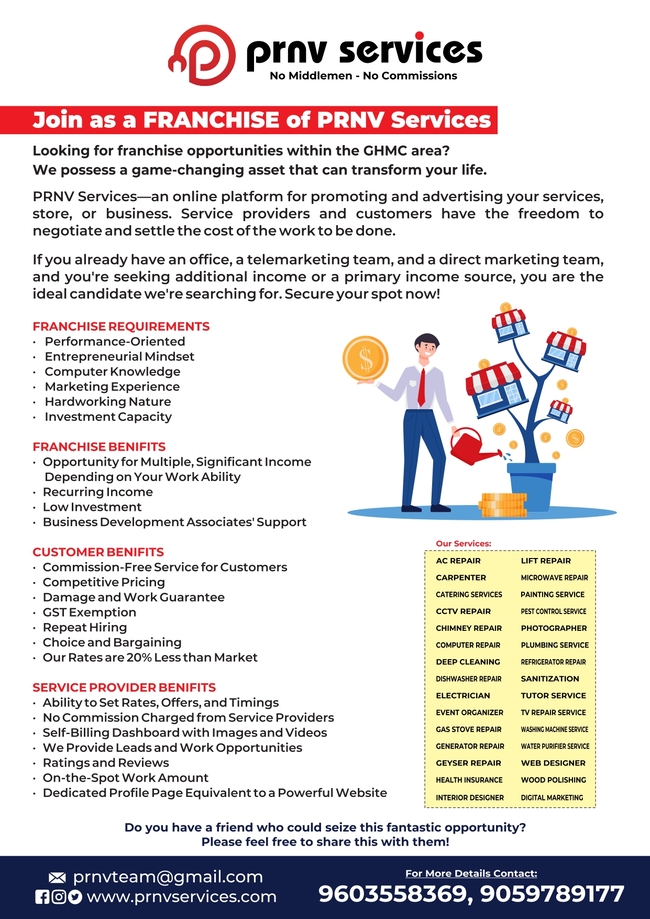 prnv services
No Middlemen - No Commissions
Join as a FRANCHISE of PRNV Services
Looking for franchise opportunities within the GHMC area?
We possess a game-changing asset that can transform your life.
PRNV Services—an online platform for promoting and advertising your services,
store, or business. Service providers and customers have the freedom to
negotiate and settle the cost of the work to be done.
If you already have an office, a telemarketing team, and a direct marketing team,
and you're seeking additional income or a primary income source, you are the
ideal candidate we're searching for. Secure your spot now!
FRANCHISE REQUIREMENTS
· Performance-Oriented
· Entrepreneurial Mindset
· Computer Knowledge
· Marketing Experience
· Hardworking Nature
· Investment Capacity
FRANCHISE BENIFITS
· Opportunity for Multiple, Significant Income
Depending on Your Work Ability
· Recurring Income
· Low Investment
· Business Development Associates' Support
CUSTOMER BENIFITS
· Commission-Free Service for Customers
· Competitive Pricing
· Damage and Work Guarantee
· GST Exemption
· Repeat Hiring
· Choice and Bargaining
· Our Rates are 20% Less than Market
SERVICE PROVIDER BENIFITS
· Ability to Set Rates, Offers, and Timings
· No Commission Charged from Service Providers
· Self-Billing Dashboard with Images and Videos
· We Provide Leads and Work Opportunities
· Ratings and Reviews
· On-the-Spot Work Amount
· Dedicated Profile Page Equivalent to a Powerful Website
Our Services:
AC REPAIR
CARPENTER
CATERING SERVICES
CCTV REPAIR
CHIMNEY REPAIR
COMPUTER REPAIR
DEEP CLEANING
DISHWASHER REPAIR
ELECTRICIAN
EVENT ORGANIZER
GAS STOVE REPAIR
GENERATOR REPAIR
GEYSER REPAIR
HEALTH INSURANCE
INTERIOR DESIGNER
LIFT REPAIR
MICROWAVE REPAIR
PAINTING SERVICE
PEST CONTROL SERVICE
PHOTOGRAPHER
PLUMBING SERVICE
REFRIGERATOR REPAIR
SANITIZATION
TUTOR SERVICE
TV REPAIR SERVICE
WASHING MACHINE SERVICE
WATER PURIFIER SERVICE
WEB DESIGNER
WOOD POLISHING
DIGITAL MARKETING
Do you have a friend who could seize this fantastic opportunity?
Please feel free to share this with them!
prnvteam@gmail.com
www.prnvservices.com
For More Details Contact:
9603558369, 9059789177